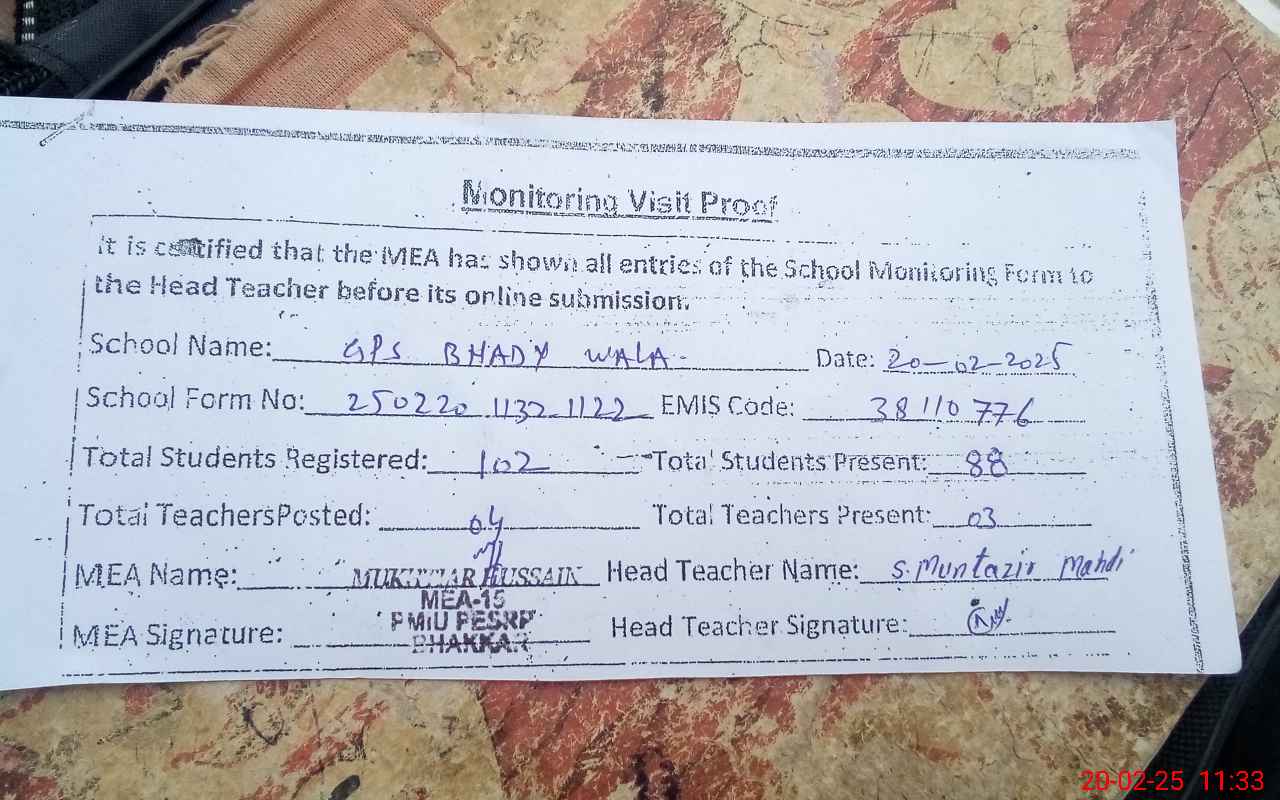 Monitoring Visit Proof
It is certified that the MEA has shown all entries of the School Monitoring Form to
the Head Teacher before its online submission.
School Name: GPS BHADY WALA- Date: 20-02-2025
School Form No: 250220 1132 1122 EMIS Code: 38110776
Total Students Registered: 102 Total Students Present: 88
Total TeachersPosted: 04 Total Teachers Present: 03
MEA Name: MUKHTIAR HUSSAIN Head Teacher Name: S. Muntazir Mahdi
MEA-15
PMIU PESRP
MEA Signature: BHAKKAR Head Teacher Signature:
20-02-25 11:33